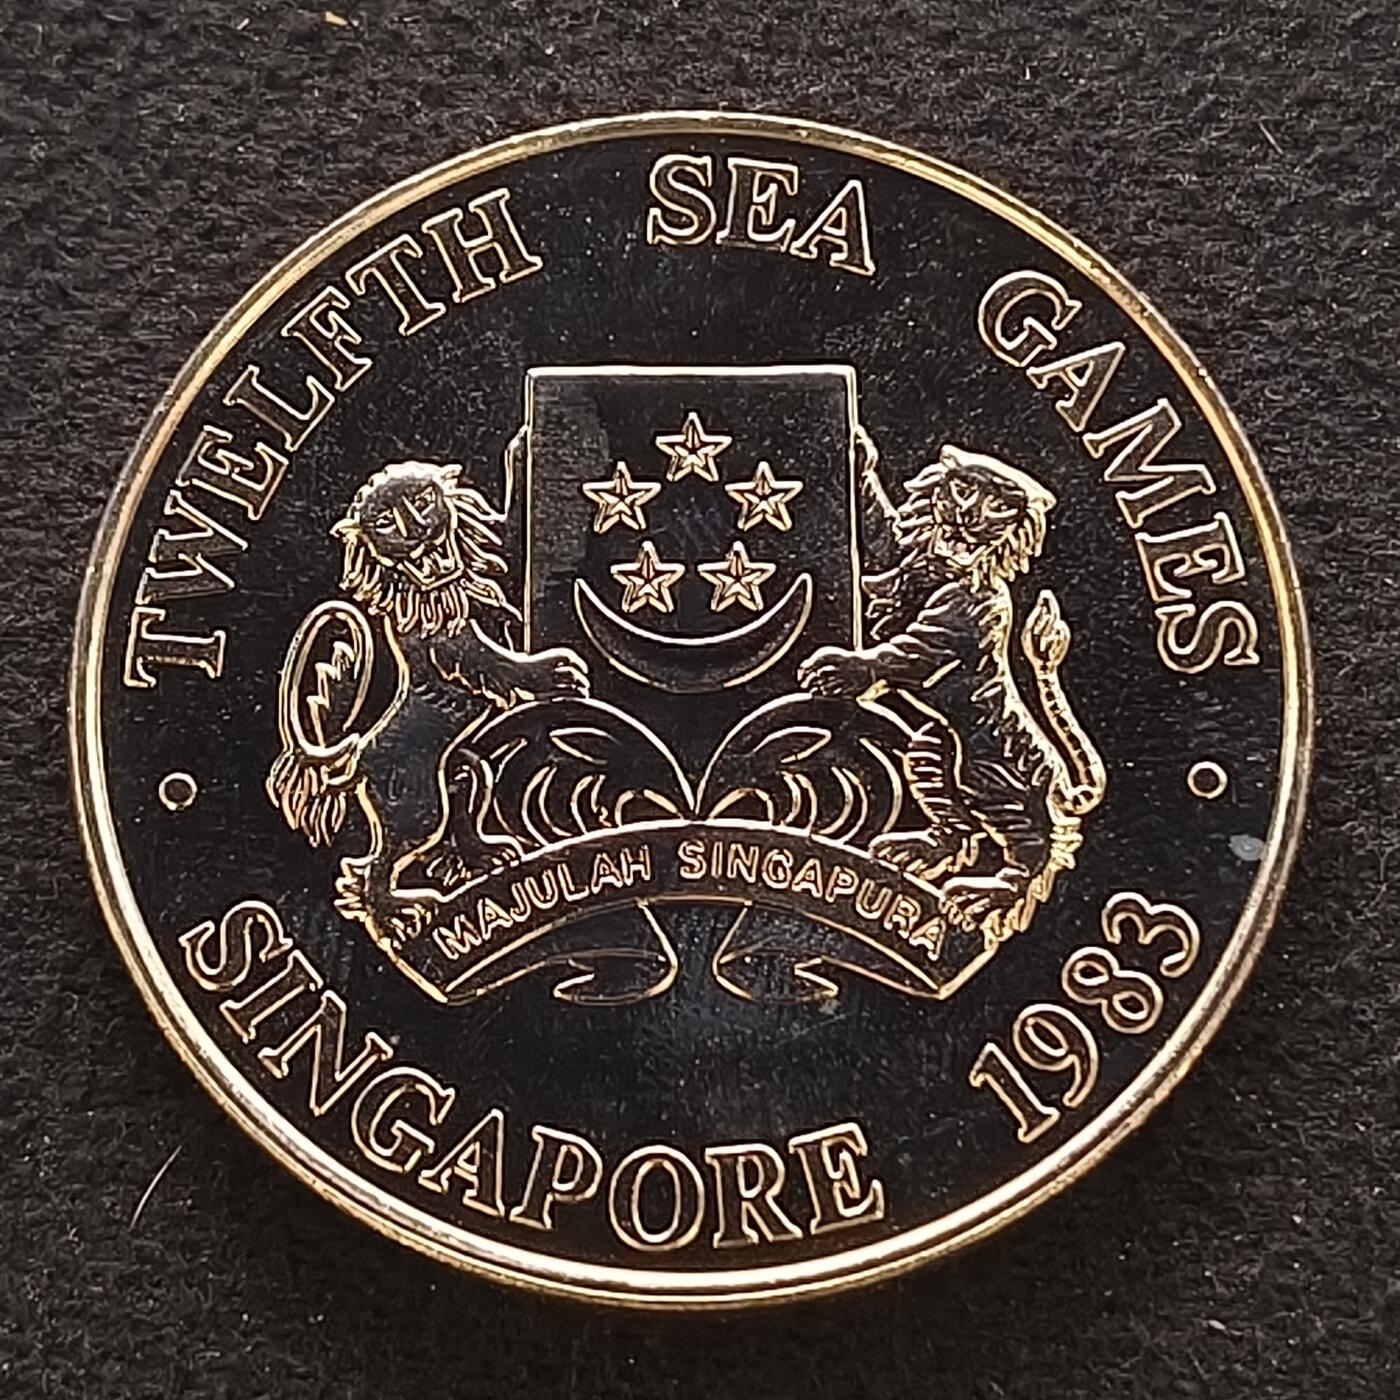 TWELFTH SEA GAMES
MAJULAH SINGAPURA
SINGAPORE 1983